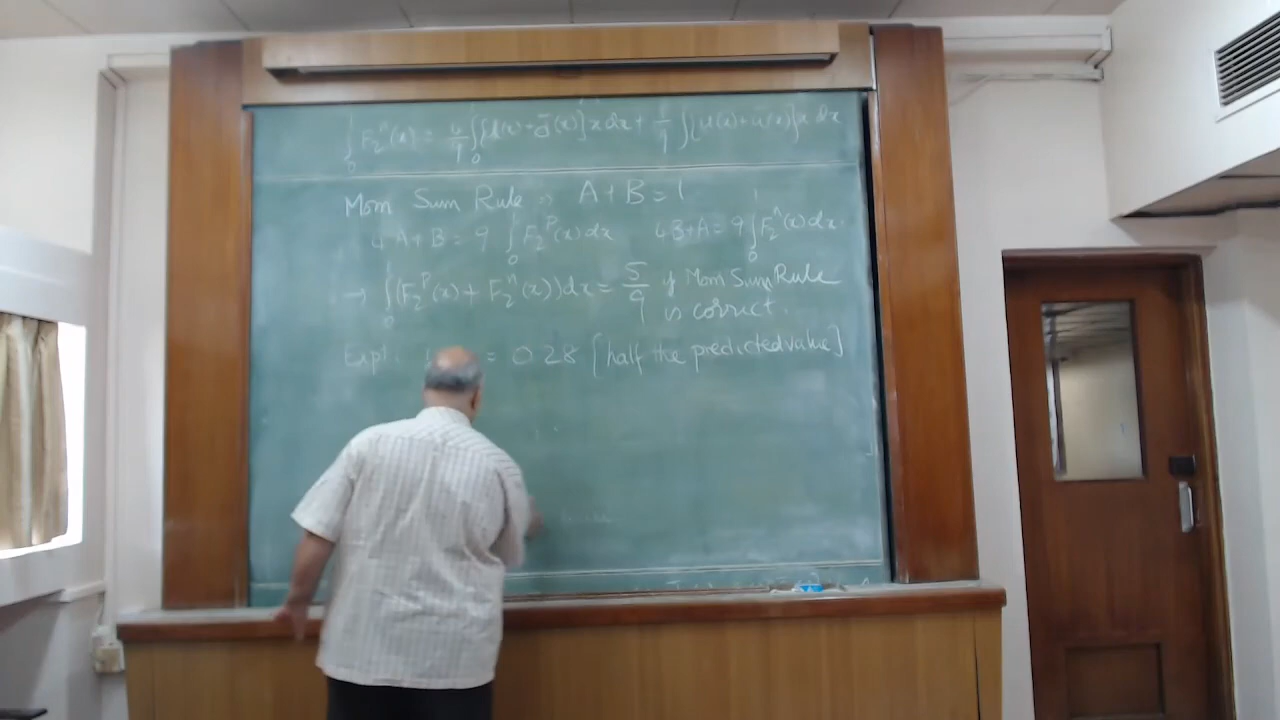 ∫₀¹ F₂ⁿ(x) = 4/9 ∫₀¹ [d(x) + d̄(x)] x dx + 1/9 ∫ [u(x) + ū(x)] x dx
Mom Sum Rule ⇒ A + B = 1
4A + B = 9 ∫₀¹ F₂ᵖ(x) dx    4B + A = 9 ∫₀¹ F₂ⁿ(x) dx.
→ ∫₀¹ (F₂ᵖ(x) + F₂ⁿ(x)) dx = 5/9 if Mom Sum Rule
is correct.
Expt. = 0.28 [half the predicted value]